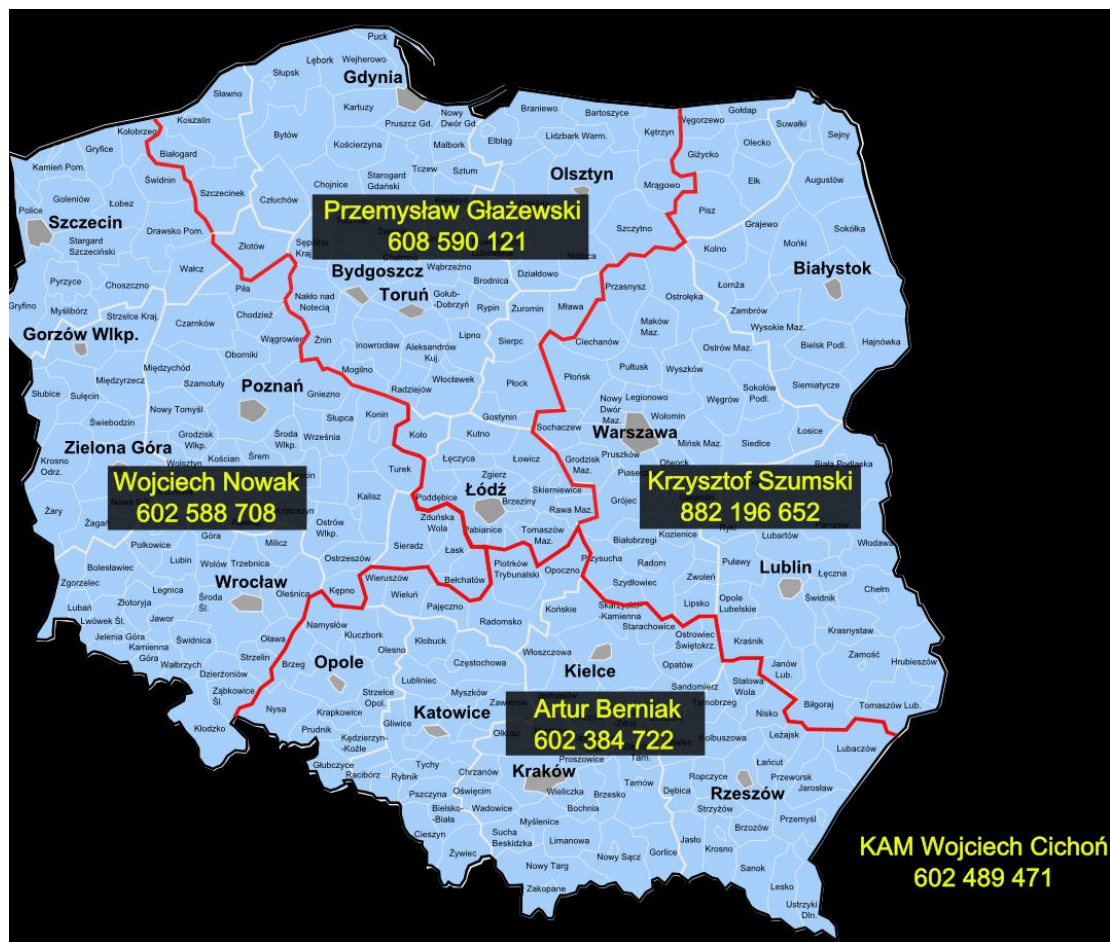 Puck
Lębork
Wejherowo
Słupsk
Gdynia
Sławno
Koszalin
Kołobrzeg
Kartuzy
Pruszcz Gd.
Nowy
Dwór Gd.
Braniewo
Bartoszyce
Gołdap
Węgorzewo
Suwałki
Sejny
Gryfice
Białogard
Bytów
Kościerzyna
Malbork
Elbląg
Lidzbark Warm.
Kętrzyn
Giżycko
Olecko
Kamień Pom.
Świdnin
Szczecinek
Chojnice
Starogard
Gdański
Tczew
Sztum
Olsztyn
Mrągowo
Ełk
Augustów
Goleniów
Łobez
Police
Szczecin
Stargard
Szczeciński
Drawsko Pom.
Człuchów
Przemysław Głażewski
608 590 121
Szczytno
Pisz
Grajewo
Sokółka
Mońki
Kolno
Złotów
Sępolno
Kraj.
Wałcz
Pyrzyce
Choszczno
Piła
Bydgoszcz
Toruń
Wąbrzeźno
Brodnica
Działdowo
Nidzica
Przasnysz
Łomża
Białystok
Gryfino
Myślibórz
Strzelce Kraj.
Czarnków
Chodzież
Nakło nad
Notecią
Golub-
-Dobrzyń
Rypin
Żuromin
Mława
Ostrołęka
Zambrów
Wysokie Maz.
Gorzów Wlkp.
Wągrowiec
Żnin
Inowrocław
Aleksandrów
Kuj.
Lipno
Sierpc
Ciechanów
Maków
Maz.
Ostrów Maz.
Bielsk Podl.
Hajnówka
Oborniki
Międzychód
Międzyrzecz
Szamotuły
Poznań
Mogilno
Gniezno
Radziejów
Włocławek
Płock
Płońsk
Pułtusk
Wyszków
Sokołów
Podl.
Siemiatycze
Słubice
Sulęcin
Świebodzin
Nowy Tomyśl
Słupca
Konin
Gostynin
Nowy
Dwór
Maz.
Legionowo
Wołomin
Węgrów
Łosice
Zielona Góra
Grodzisk
Wlkp.
Środa
Wlkp.
Września
Koło
Kutno
Sochaczew
Warszawa
Mińsk Maz.
Siedlce
Krosno
Odrz.
Wolsztyn
Kościan
Śrem
Turek
Łęczyca
Łowicz
Grodzisk
Maz.
Pruszków
Otwock
Biała Podlaska
Wojciech Nowak
602 588 708
Zgierz
Łódź
Brzeziny
Skierniewice
Rawa Maz.
Krzysztof Szumski
882 196 652
Grójec
Żary
Żagań
Kalisz
Poddębice
Zduńska
Wola
Pabianice
Tomaszów
Maz.
Białobrzegi
Kozienice
Ryki
Lubartów
Parczew
Włodawa
Polkowice
Góra
Milicz
Ostrów
Wlkp.
Sieradz
Łask
Piotrków
Trybunalski
Opoczno
Przysucha
Radom
Puławy
Lublin
Łęczna
Bolesławiec
Lubin
Wołów
Trzebnica
Ostrzeszów
Wieruszów
Bełchatów
Szydłowiec
Zwoleń
Świdnik
Chełm
Zgorzelec
Legnica
Środa
Śl.
Wrocław
Oleśnica
Kępno
Wieluń
Pajęczno
Radomsko
Końskie
Skarżysko-
-Kamienna
Starachowice
Lipsko
Opole
Lubelskie
Krasnystaw
Lubań
Lwówek Śl.
Złotoryja
Jawor
Jelenia Góra
Kamienna
Góra
Świdnica
Oława
Namysłów
Kluczbork
Olesno
Kłobuck
Włoszczowa
Kielce
Ostrowiec
Świętokrz.
Kraśnik
Zamość
Hrubieszów
Wałbrzych
Dzierżoniów
Strzelin
Brzeg
Opole
Lubliniec
Częstochowa
Opatów
Sandomierz
Stalowa
Wola
Janów
Lub.
Ząbkowice
Śl.
Nysa
Strzelce
Opol.
Krapkowice
Myszków
Zawiercie
Artur Berniak
602 384 722
Tarnobrzeg
Nisko
Biłgoraj
Tomaszów Lub.
Kłodzko
Prudnik
Kędzierzyn-
-Koźle
Gliwice
Katowice
Olkusz
Kolbuszowa
Leżajsk
Lubaczów
Głubczyce
Racibórz
Rybnik
Tychy
Chrzanów
Kraków
Proszowice
Tarnów
Dębica
Ropczyce
Łańcut
Przeworsk
Jarosław
Rzeszów
Pszczyna
Oświęcim
Wieliczka
Brzesko
Bochnia
Strzyżów
Bielsko-
-Biała
Wadowice
Myślenice
Przemyśl
Brzozów
Cieszyn
Sucha
Beskidzka
Limanowa
Jasło
Krosno
Żywiec
Nowy Targ
Nowy Sącz
Gorlice
Sanok
Zakopane
Lesko
Ustrzyki
Dln.
KAM Wojciech Cichoń
602 489 471